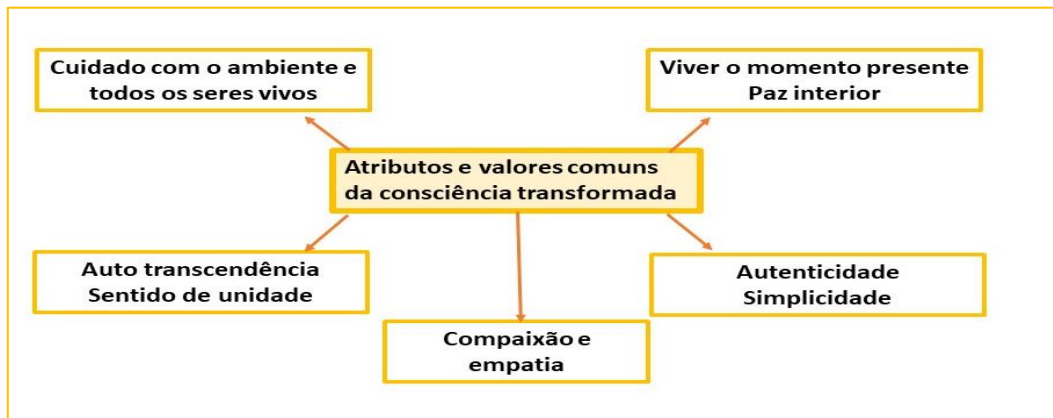 Cuidado com o ambiente e
todos os seres vivos
Viver o momento presente
Paz interior
Atributos e valores comuns
da consciência transformada
Auto transcendência
Sentido de unidade
Autenticidade
Simplicidade
Compaixão e
empatia